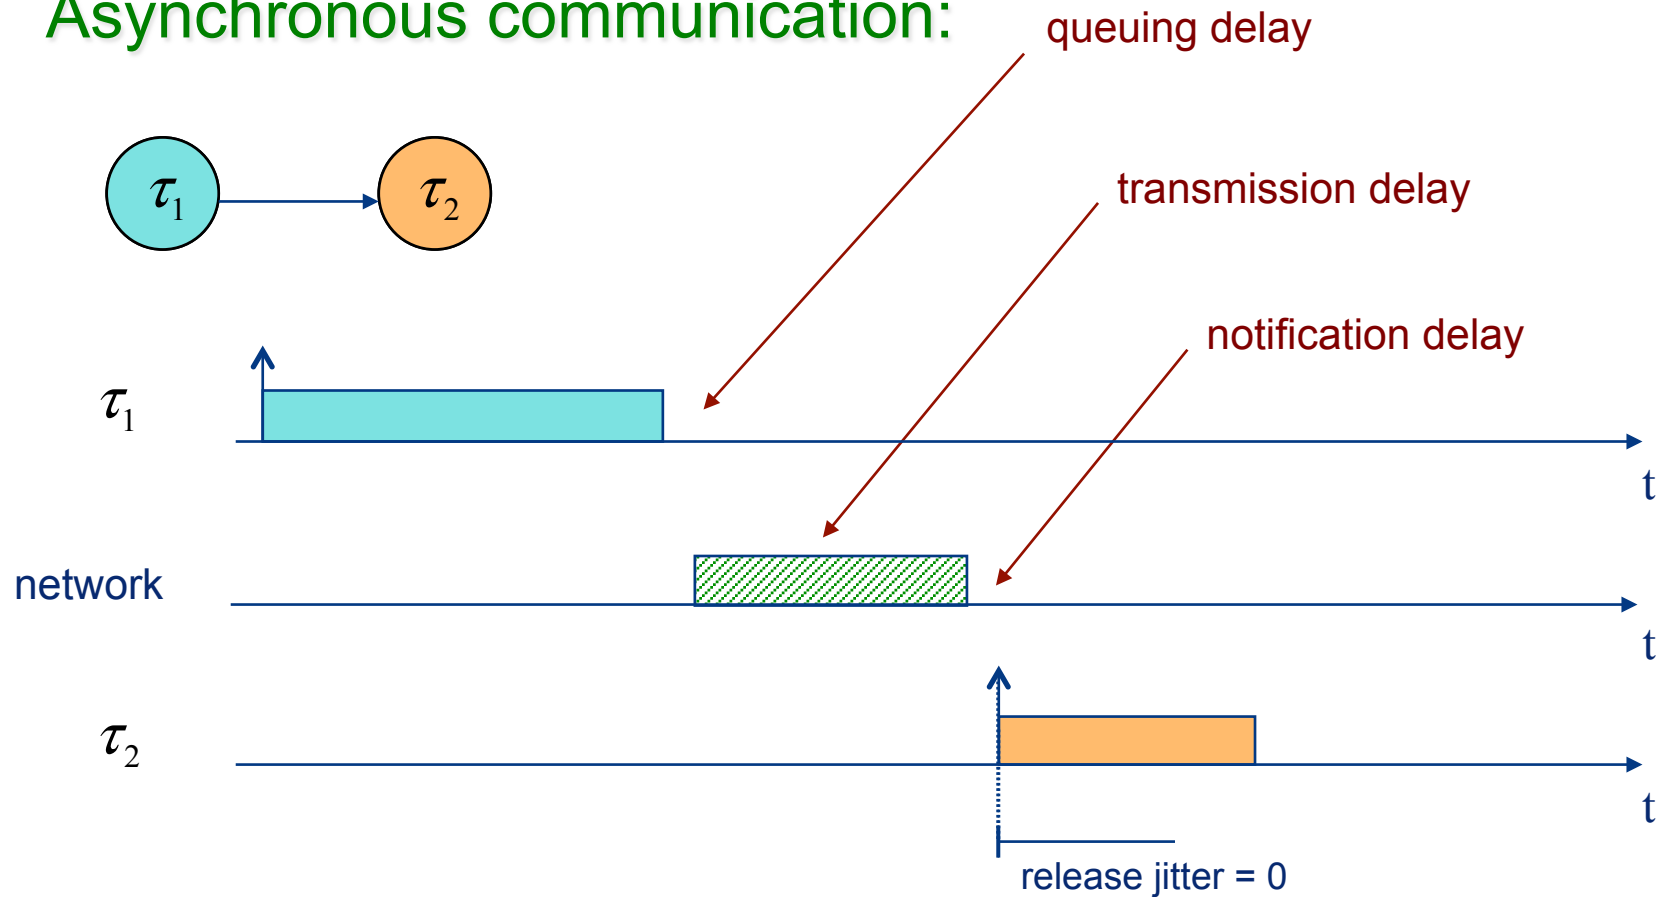 Asynchronous communication:
queuing delay
τ1
τ2
transmission delay
notification delay
τ1
t
network
t
τ2
t
release jitter = 0